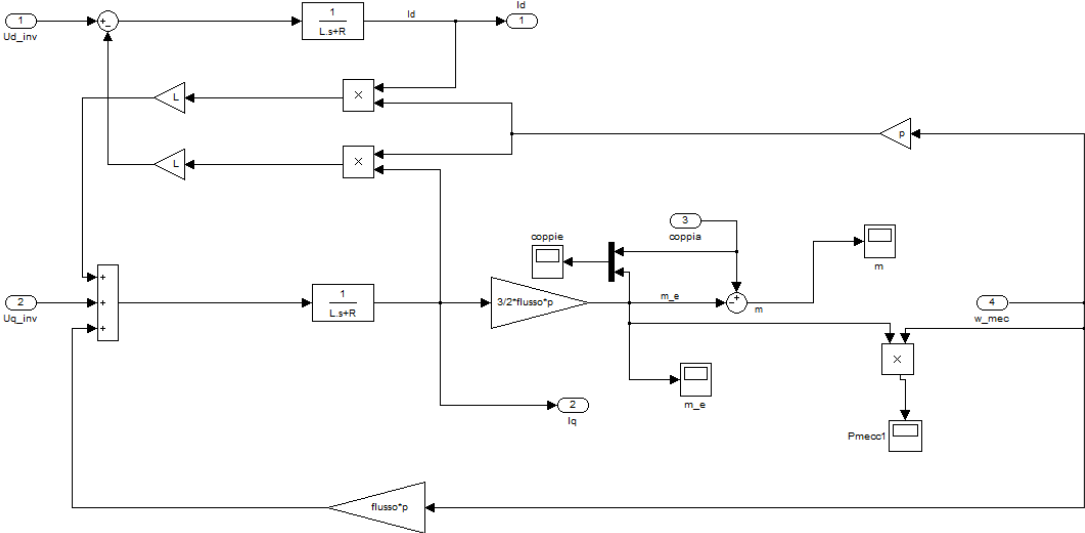 Id
1
1
L.s+R
Id
1
Ud_inv
+
−
L
×
p
L
×
3
coppia
coppie
m
+
+
+
2
Uq_inv
1
L.s+R
3/2*flusso*p
m_e
+
−
m
4
w_mec
×
m_e
2
Iq
Pmecc1
flusso*p